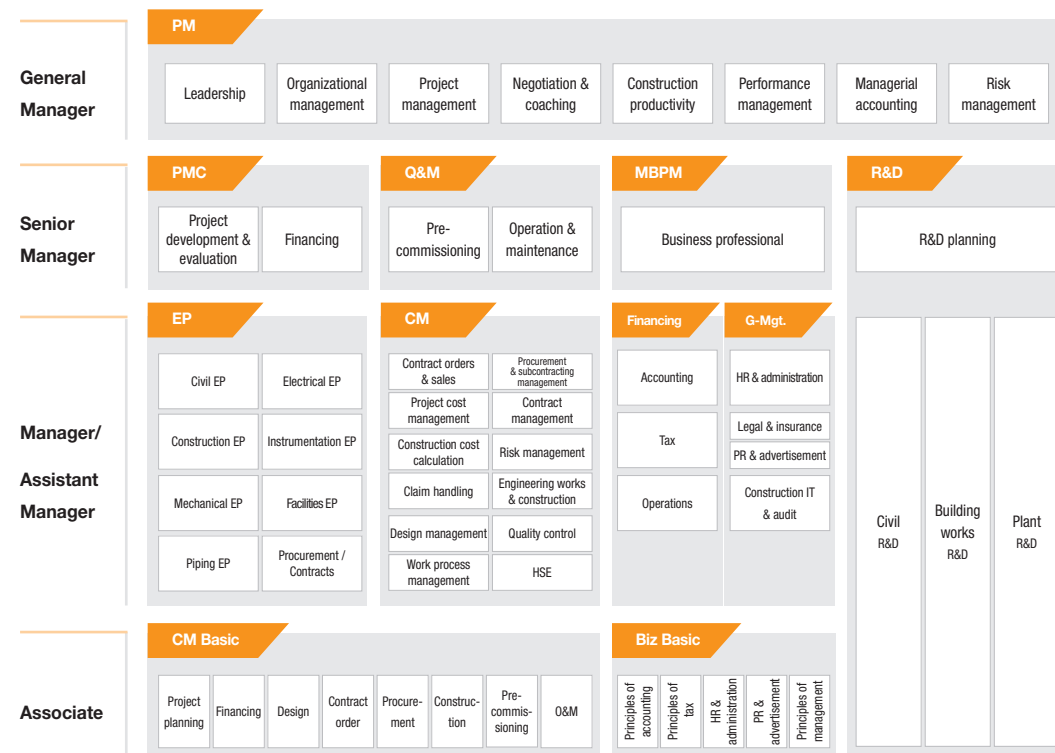 PM
General
Manager
Leadership
Organizational
management
Project
management
Negotiation &
coaching
Construction
productivity
Performance
management
Managerial
accounting
Risk
management
PMC
Q&M
MBPM
R&D
Senior
Manager
Project
development &
evaluation
Financing
Pre-
commissioning
Operation &
maintenance
Business professional
R&D planning
EP
CM
Financing
G-Mgt.
Manager/
Assistant
Manager
Civil EP
Electrical EP
Construction EP
Instrumentation EP
Mechanical EP
Facilities EP
Piping EP
Procurement /
Contracts
Contract orders
& sales
Procurement
& subcontracting
management
Project cost
management
Contract
management
Construction cost
calculation
Risk management
Claim handling
Engineering works
& construction
Design management
Quality control
Work process
management
HSE
Accounting
Tax
Operations
HR & administration
Legal & insurance
PR & advertisement
Construction IT
& audit
Civil
R&D
Building
works
R&D
Plant
R&D
CM Basic
Biz Basic
Associate
Project
planning
Financing
Design
Contract
order
Procure-
ment
Construc-
tion
Pre-
commis-
sioning
O&M
Principles of
accounting
Principles of
tax
HR &
administration
PR &
advertisement
Principles of
management